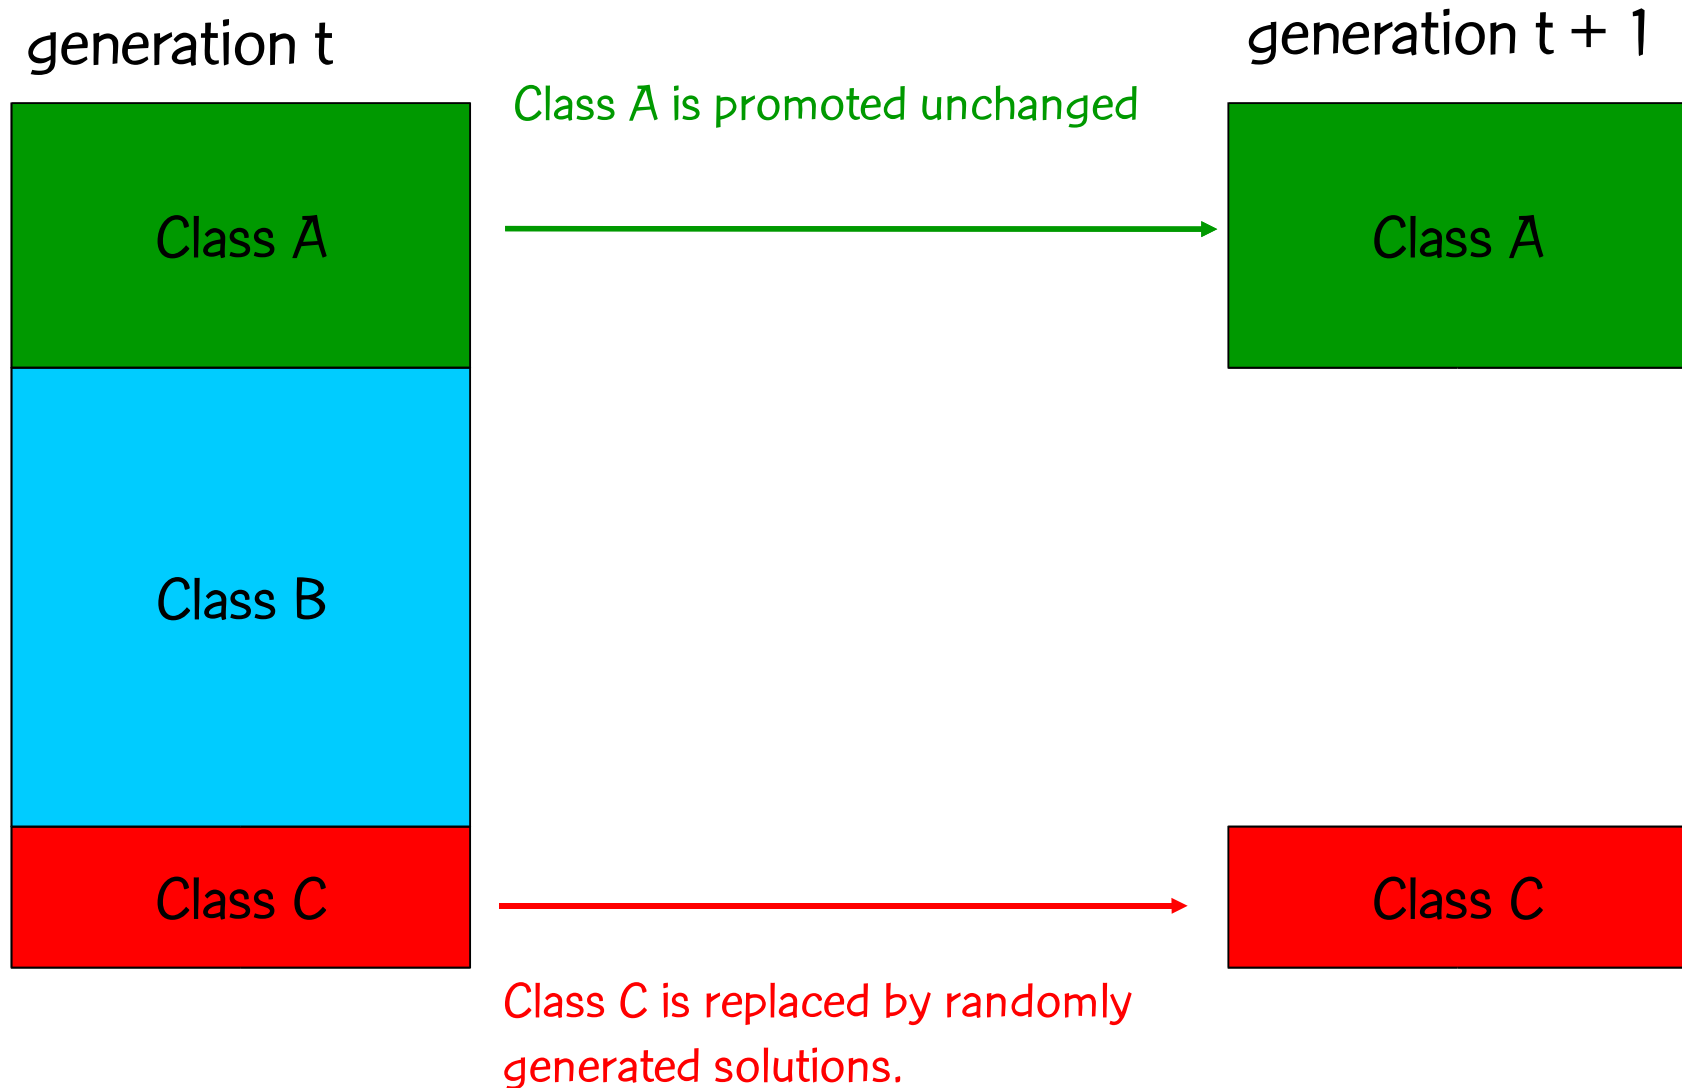 generation t
generation t + 1
Class A is promoted unchanged
Class A
Class A
Class B
Class C
Class C
Class C is replaced by randomly
generated solutions.